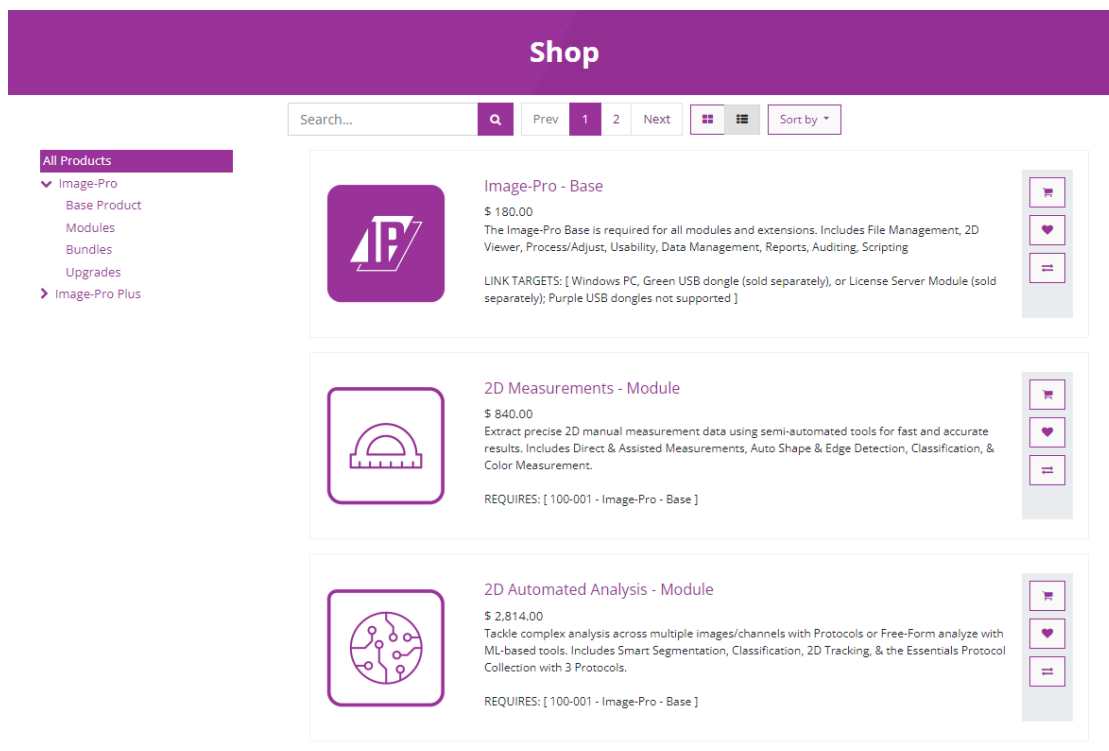 Shop
Search...
Prev
1
2
Next
Sort by
All Products
Image-Pro
Base Product
Modules
Bundles
Upgrades
Image-Pro Plus
Image-Pro - Base
$ 180.00
The Image-Pro Base is required for all modules and extensions. Includes File Management, 2D
Viewer, Process/Adjust, Usability, Data Management, Reports, Auditing, Scripting
LINK TARGETS: [ Windows PC, Green USB dongle (sold separately), or License Server Module (sold
separately); Purple USB dongles not supported ]
2D Measurements - Module
$ 840.00
Extract precise 2D manual measurement data using semi-automated tools for fast and accurate
results. Includes Direct & Assisted Measurements, Auto Shape & Edge Detection, Classification, &
Color Measurement.
REQUIRES: [ 100-001 - Image-Pro - Base ]
2D Automated Analysis - Module
$ 2,814.00
Tackle complex analysis across multiple images/channels with Protocols or Free-Form analyze with
ML-based tools. Includes Smart Segmentation, Classification, 2D Tracking, & the Essentials Protocol
Collection with 3 Protocols.
REQUIRES: [ 100-001 - Image-Pro - Base ]